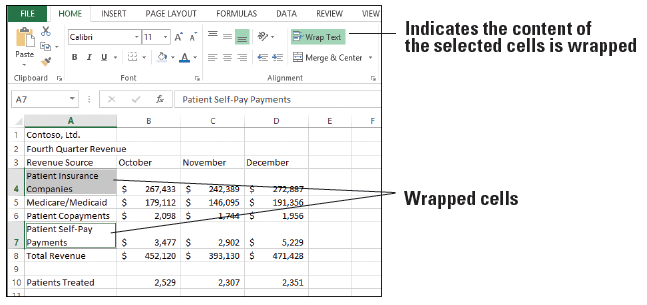 FILE HOME INSERT PAGE LAYOUT FORMULAS DATA REVIEW VIEW
Calibri 11 A A Wrap Text
Paste B I U A Merge & Center
Clipboard Font Alignment
A7 fx Patient Self-Pay Payments
A B C D E F
1 Contoso, Ltd.
2 Fourth Quarter Revenue
3 Revenue Source October November December
Patient Insurance
4 Companies $ 267,433 $ 242,389 $ 272,887
5 Medicare/Medicaid $ 179,112 $ 146,095 $ 191,356
6 Patient Copayments $ 2,098 $ 1,744 $ 1,956
Patient Self-Pay
7 Payments $ 3,477 $ 2,902 $ 5,229
8 Total Revenue $ 452,120 $ 393,130 $ 471,428
9
10 Patients Treated 2,529 2,307 2,351
11
Indicates the content of
the selected cells is wrapped
Wrapped cells